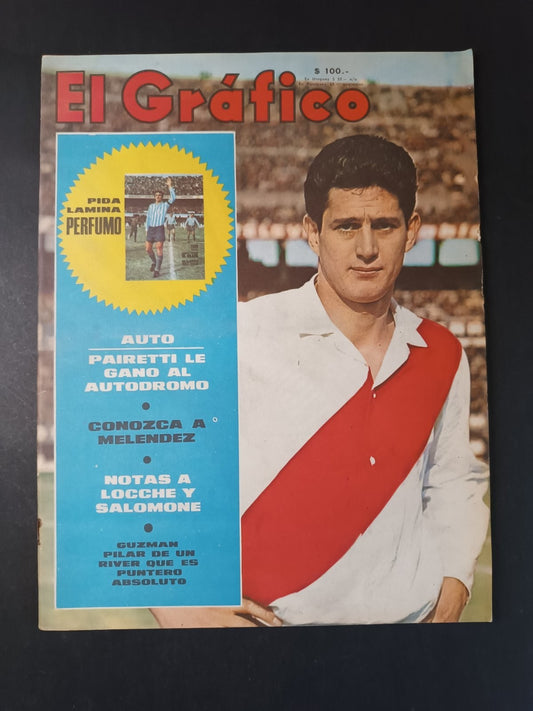 El Gráfico
$ 100.-
PIDA
LAMINA
PERFUMO
AUTO
PAIRETTI LE
GANO AL
AUTODROMO
CONOZCA A
MELENDEZ
NOTAS A
LOCCHE Y
SALOMONE
GUZMAN
PILAR DE UN
RIVER QUE ES
PUNTERO
ABSOLUTO